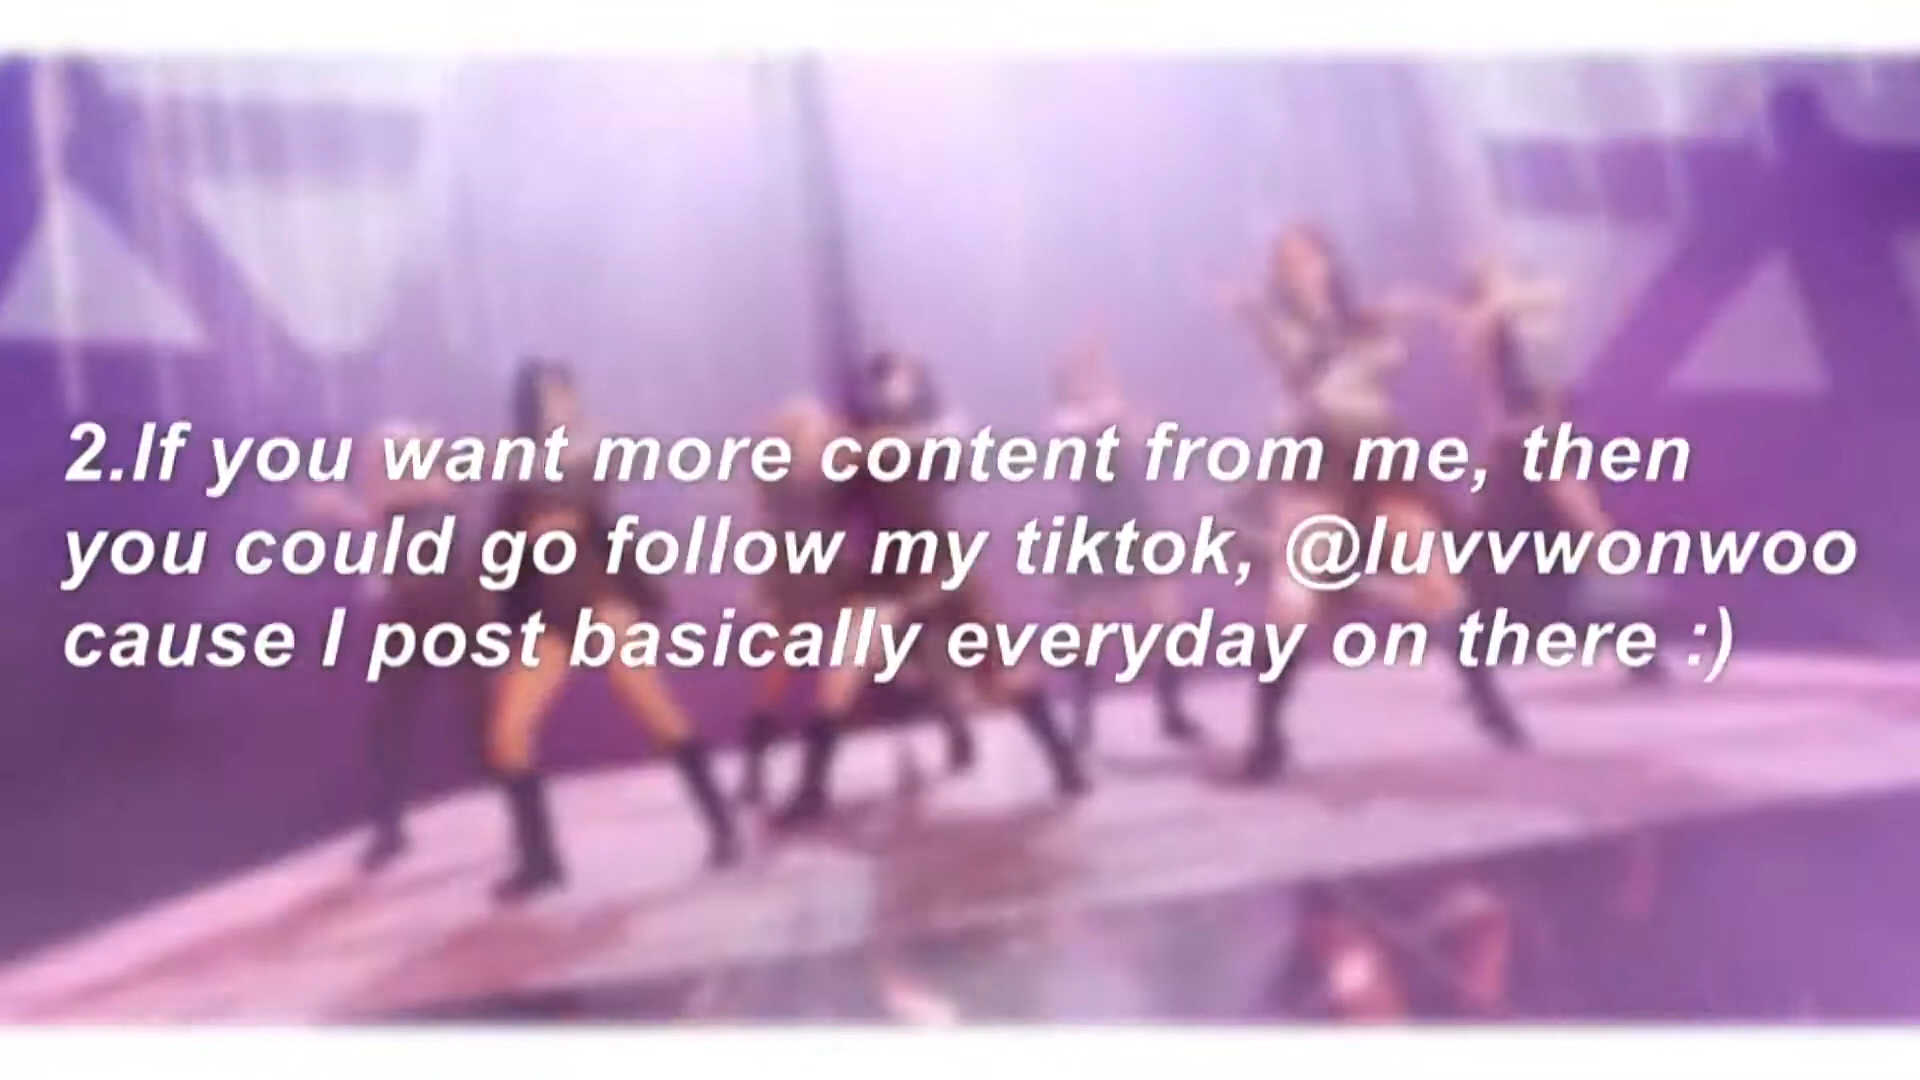 2.If you want more content from me, then
you could go follow my tiktok, @luvvwonwoo
cause I post basically everyday on there :)